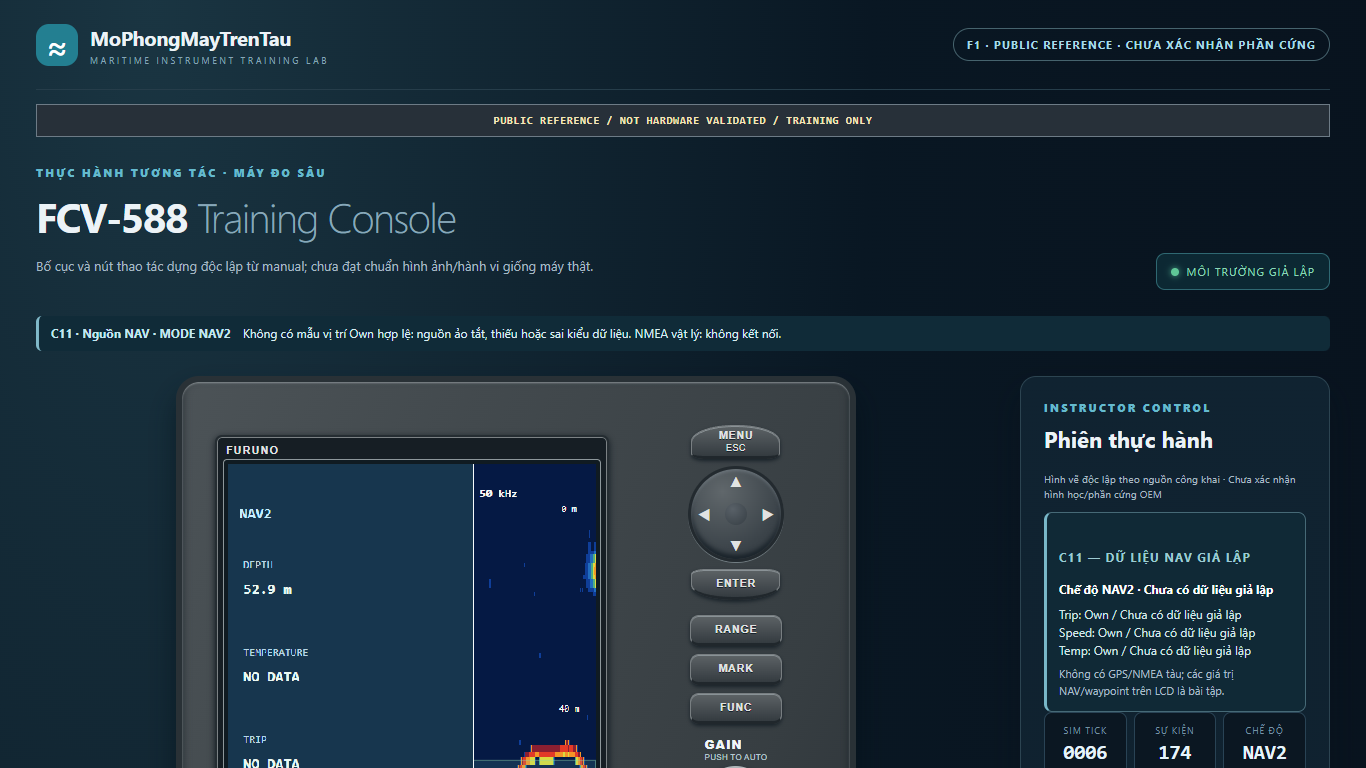 ≈
MoPhongMayTrenTau
MARITIME INSTRUMENT TRAINING LAB
F1 · PUBLIC REFERENCE · CHƯA XÁC NHẬN PHẦN CỨNG
PUBLIC REFERENCE / NOT HARDWARE VALIDATED / TRAINING ONLY
THỰC HÀNH TƯƠNG TÁC · MÁY ĐO SÂU
FCV-588 Training Console
Bố cục và nút thao tác dựng độc lập từ manual; chưa đạt chuẩn hình ảnh/hành vi giống máy thật.
MÔI TRƯỜNG GIẢ LẬP
C11 · Nguồn NAV · MODE NAV2 Không có mẫu vị trí Own hợp lệ: nguồn ảo tắt, thiếu hoặc sai kiểu dữ liệu. NMEA vật lý: không kết nối.
FURUNO
NAV2
DEPTH
52.9 m
TEMPERATURE
NO DATA
TRIP
NO DATA
50 kHz
0 m
40 m
MENU
ESC
ENTER
RANGE
MARK
FUNC
GAIN
PUSH TO AUTO
INSTRUCTOR CONTROL
Phiên thực hành
Hình vẽ độc lập theo nguồn công khai · Chưa xác nhận
hình học/phần cứng OEM
C11 — DỮ LIỆU NAV GIẢ LẬP
Chế độ NAV2 · Chưa có dữ liệu giả lập
Trip: Own / Chưa có dữ liệu giả lập
Speed: Own / Chưa có dữ liệu giả lập
Temp: Own / Chưa có dữ liệu giả lập
Không có GPS/NMEA tàu; các giá trị
NAV/waypoint trên LCD là bài tập.
SIM TICK
0006
SỰ KIỆN
174
CHẾ ĐỘ
NAV2